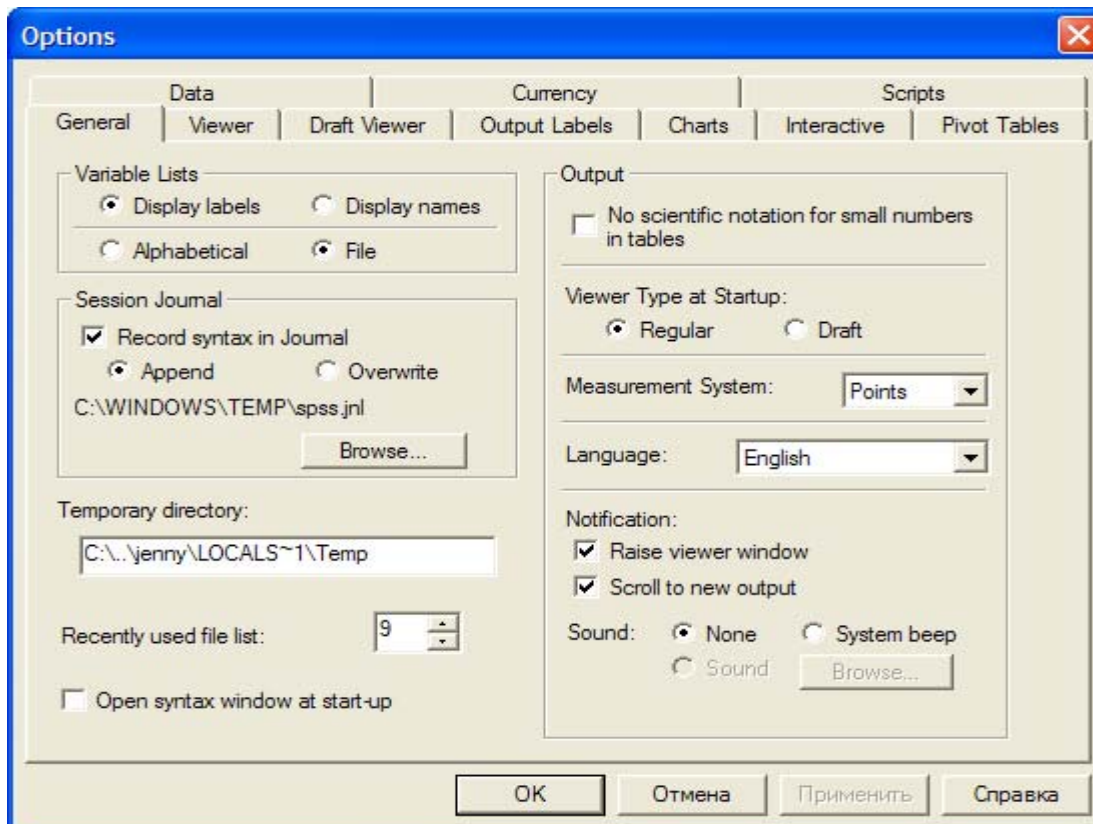 Options
Data Currency Scripts
General Viewer Draft Viewer Output Labels Charts Interactive Pivot Tables
Variable Lists
Display labels Display names
Alphabetical File
Session Journal
Record syntax in Journal
Append Overwrite
C:\WINDOWS\TEMP\spss.jnl
Browse...
Temporary directory:
C:\..\jenny\LOCALS~1\Temp
Recently used file list: 9
Open syntax window at start-up
Output
No scientific notation for small numbers
in tables
Viewer Type at Startup:
Regular Draft
Measurement System: Points
Language: English
Notification:
Raise viewer window
Scroll to new output
Sound: None System beep
Sound Browse...
OK Отмена Применить Справка